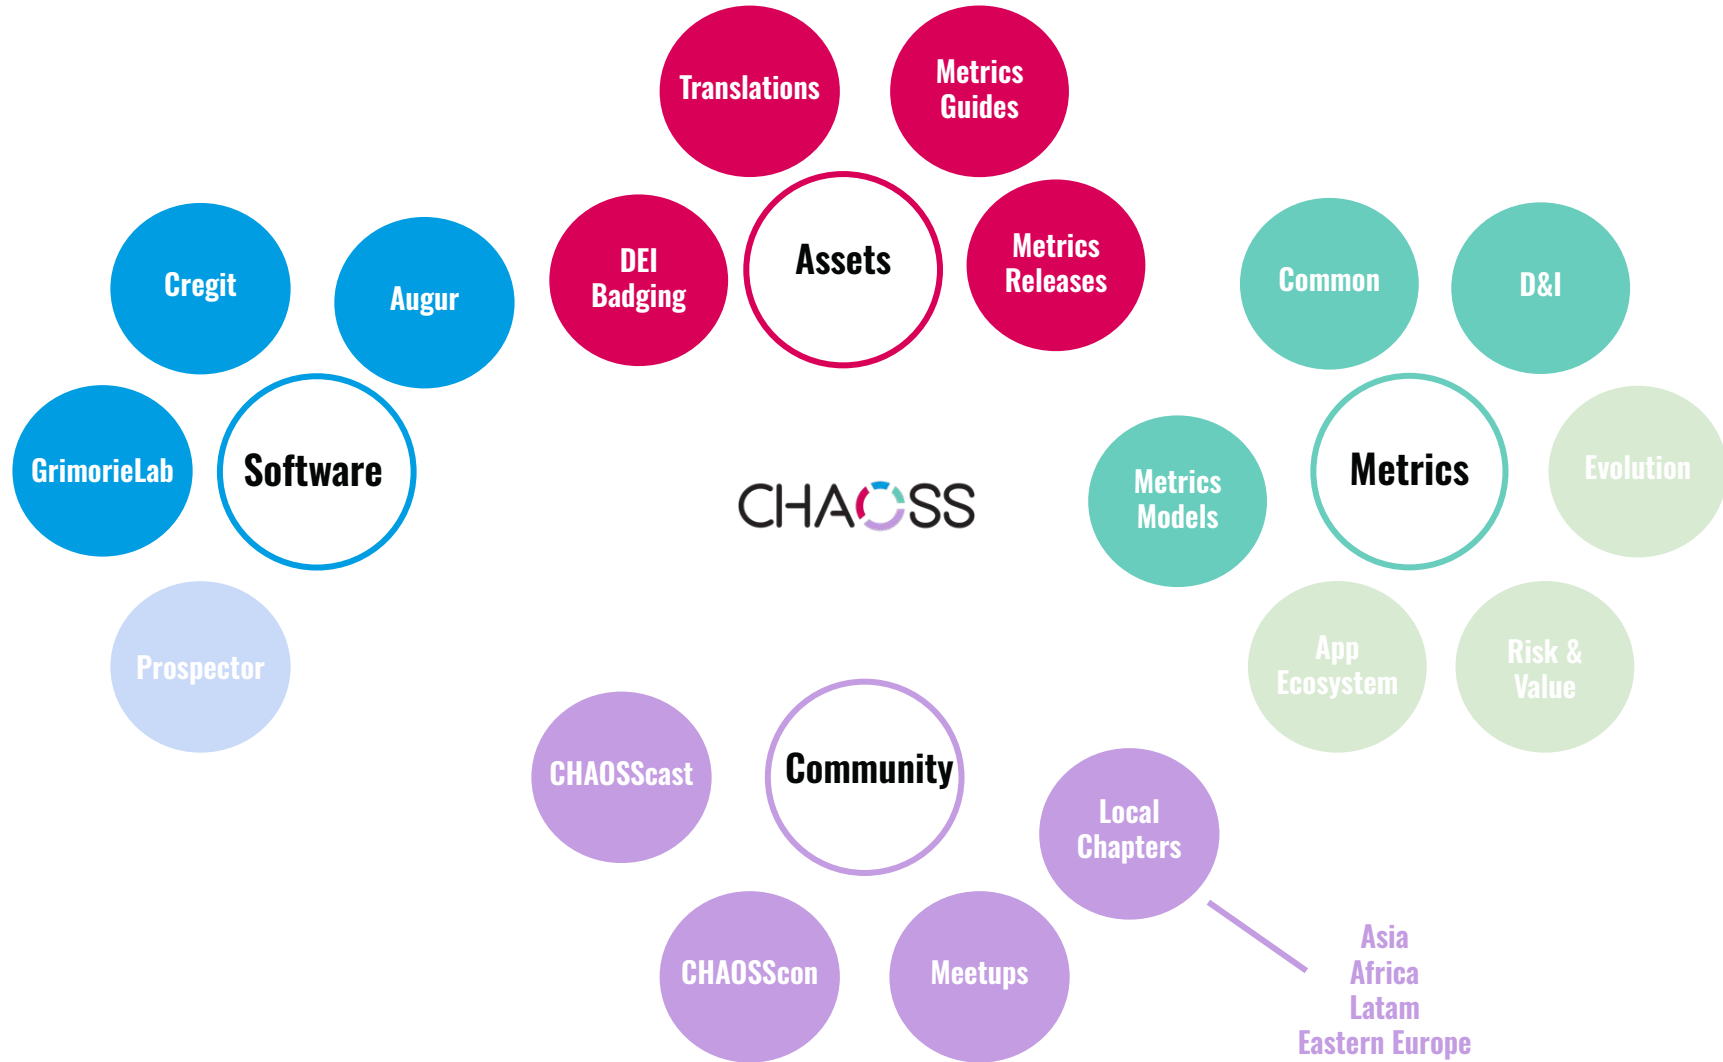 Translations
Metrics
Guides
DEI
Badging
Assets
Metrics
Releases
Cregit
Augur
GrimorieLab
Software
Prospector
CHAOSS
Common
D&I
Metrics
Models
Metrics
Evolution
App
Ecosystem
Risk &
Value
CHAOSScast
Community
Local
Chapters
CHAOSScon
Meetups
Asia
Africa
Latam
Eastern Europe